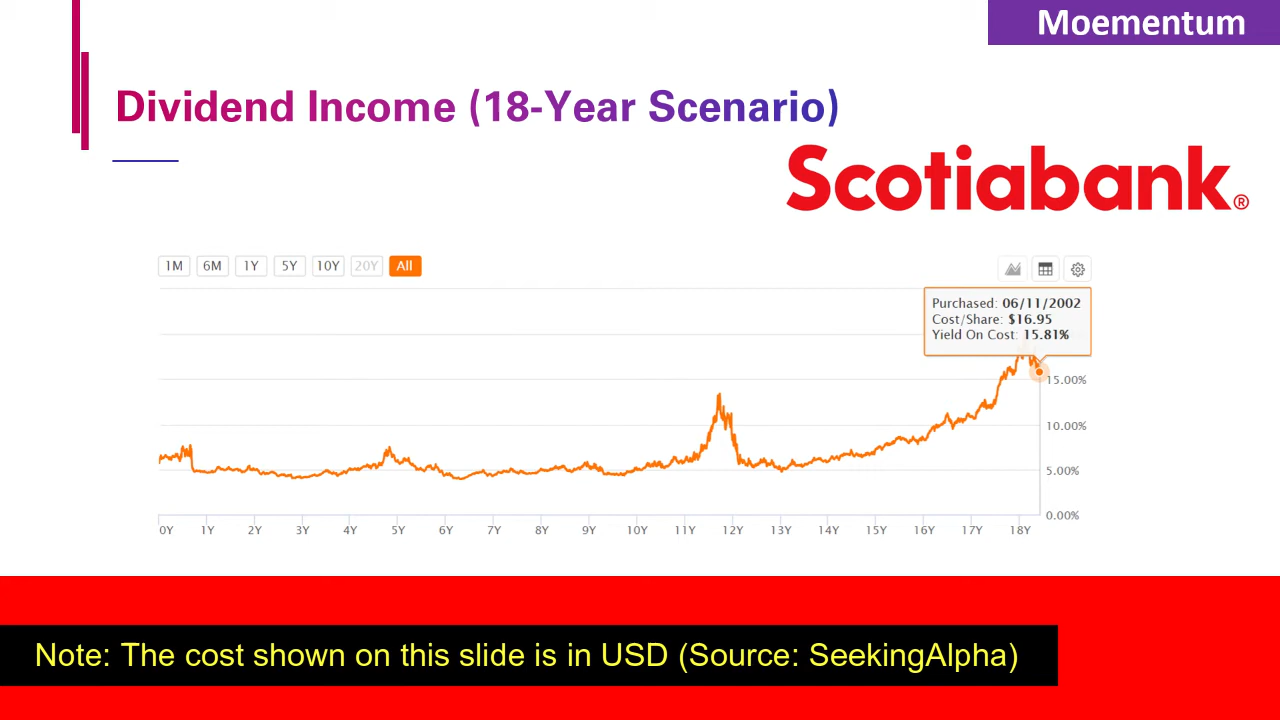 Moementum
Dividend Income (18-Year Scenario)
Scotiabank®
1M 6M 1Y 5Y 10Y 20Y All
Purchased: 06/11/2002
Cost/Share: $16.95
Yield On Cost: 15.81%
15.00%
10.00%
5.00%
0.00%
0Y 1Y 2Y 3Y 4Y 5Y 6Y 7Y 8Y 9Y 10Y 11Y 12Y 13Y 14Y 15Y 16Y 17Y 18Y
Note: The cost shown on this slide is in USD (Source: SeekingAlpha)